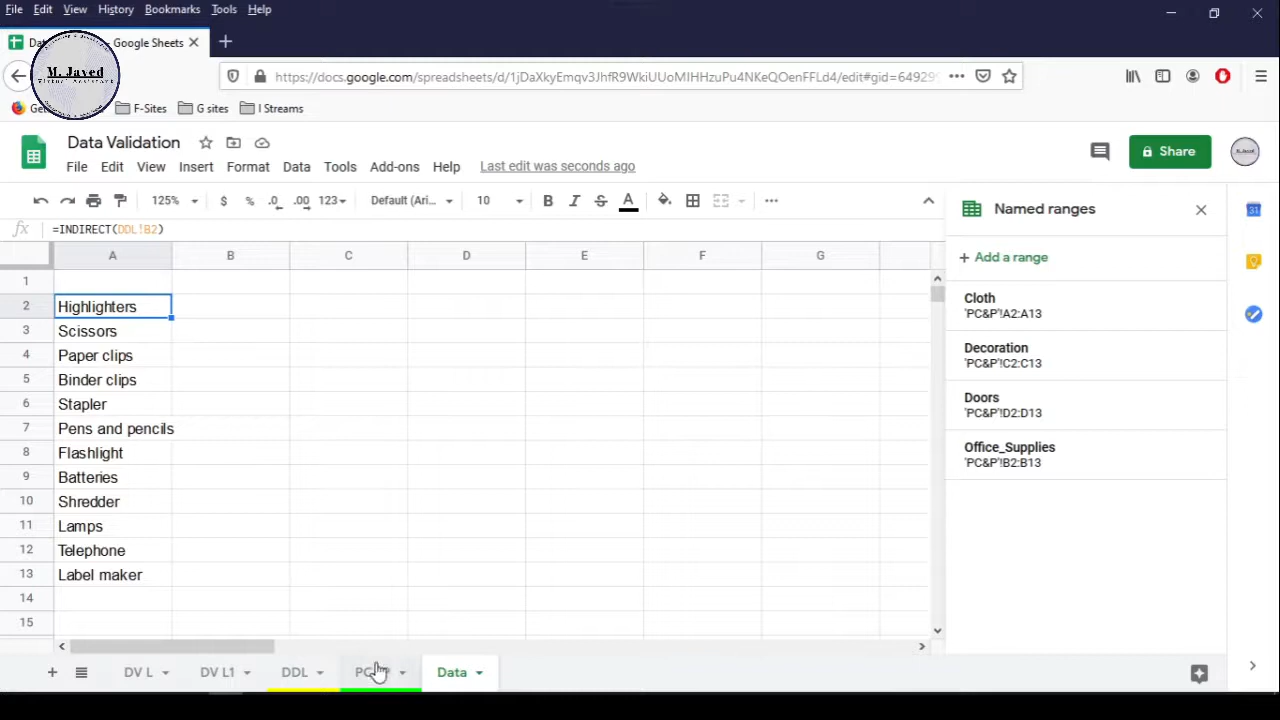 File Edit View History Bookmarks Tools Help
Google Sheets
M. Javed
Virtual Assistant
https://docs.google.com/spreadsheets/d/1jDaXkyEmqv3JhfR9WkiUUoMIHHzuPu4NKeQOenFFLd4/edit#gid=64929
F-Sites G sites I Streams
Data Validation
File Edit View Insert Format Data Tools Add-ons Help Last edit was seconds ago
Share
125% $ % .0 .00 123 Default (Ari... 10 B I S A
fx =INDIRECT(DDL!B2)
Named ranges
+ Add a range
Cloth
'PC&P'!A2:A13
Decoration
'PC&P'!C2:C13
Doors
'PC&P'!D2:D13
Office_Supplies
'PC&P'!B2:B13
A B C D E F G
1
2 Highlighters
3 Scissors
4 Paper clips
5 Binder clips
6 Stapler
7 Pens and pencils
8 Flashlight
9 Batteries
10 Shredder
11 Lamps
12 Telephone
13 Label maker
14
15
DV L DV L1 DDL Data